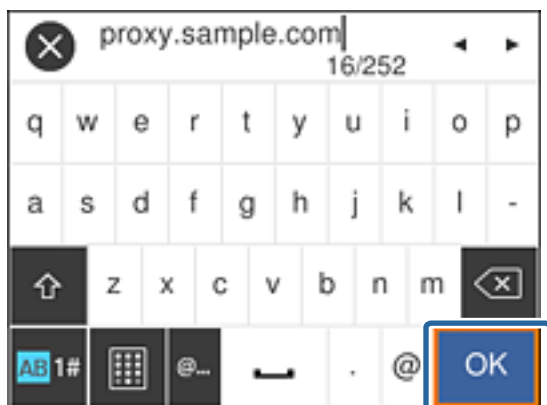 proxy.sample.com
16/252
q w e r t y u i o p
a s d f g h j k l -
z x c v b n m
AB 1# @... . @ OK